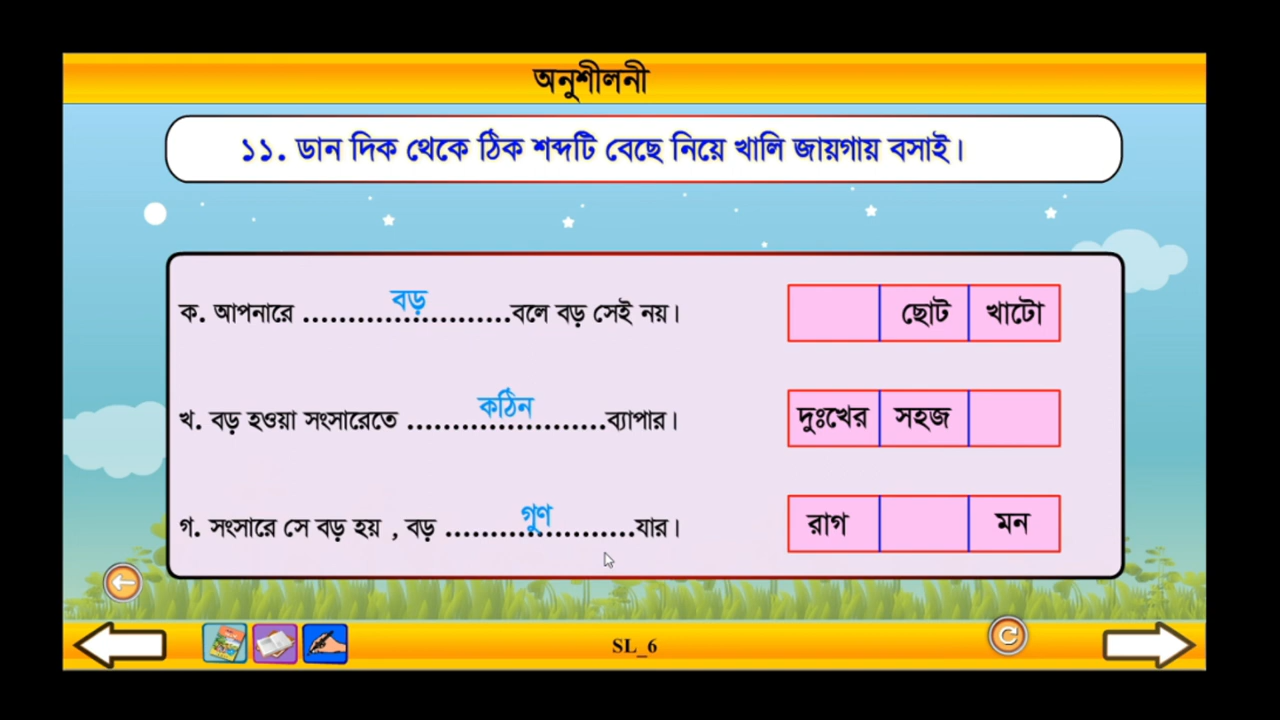 অনুশীলনী
১১. ডান দিক থেকে ঠিক শব্দটি বেছে নিয়ে খালি জায়গায় বসাই।
ক. আপনারে ......... বড় ......... বলে বড় সেই নয়। ছোট খাটো
খ. বড় হওয়া সংসারেতে ......... কঠিন ......... ব্যাপার। দুঃখের সহজ
গ. সংসারে সে বড় হয় , বড় ......... গুণ ......... যার। রাগ মন
SL_6